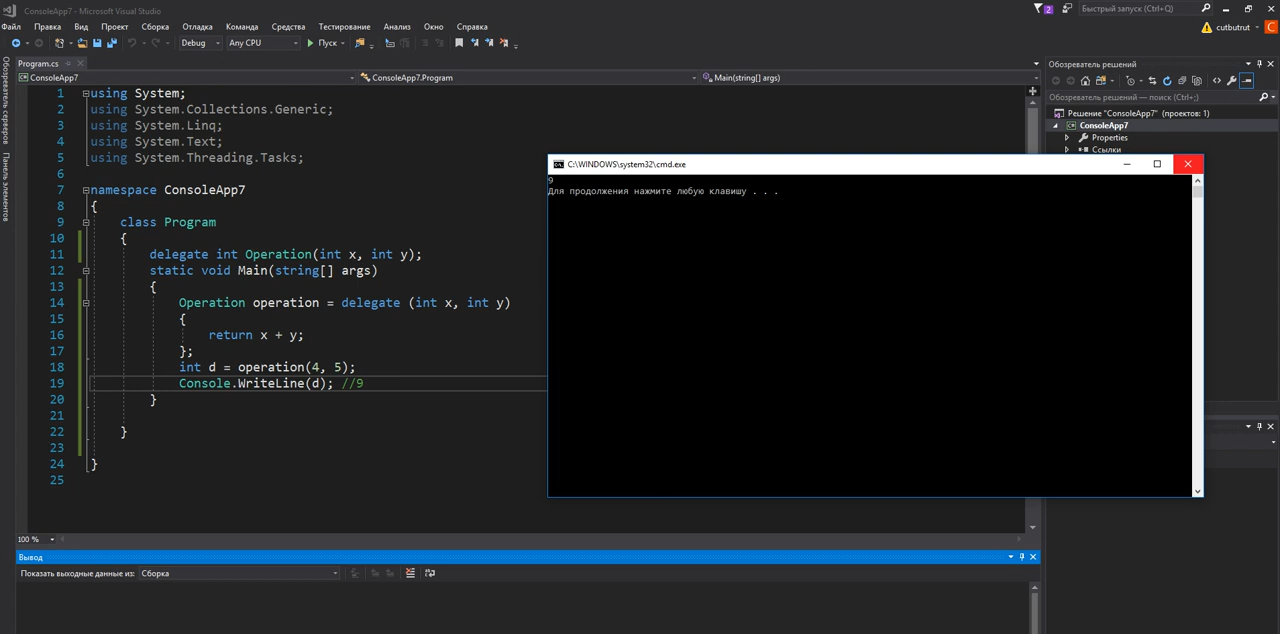 ConsoleApp7 - Microsoft Visual Studio
2
Быстрый запуск (Ctrl+Q)
Файл Правка Вид Проект Сборка Отладка Команда Средства Тестирование Анализ Окно Справка
cutbutrut
C
Debug Any CPU Пуск
Обозреватель серверов
Панель элементов
Program.cs
ConsoleApp7 ConsoleApp7.Program Main(string[] args)
1 using System;
2 using System.Collections.Generic;
3 using System.Linq;
4 using System.Text;
5 using System.Threading.Tasks;
6
7 namespace ConsoleApp7
8 {
9 class Program
10 {
11 delegate int Operation(int x, int y);
12 static void Main(string[] args)
13 {
14 Operation operation = delegate (int x, int y)
15 {
16 return x + y;
17 };
18 int d = operation(4, 5);
19 Console.WriteLine(d); //9
20 }
21
22 }
23
24 }
25
C:\WINDOWS\system32\cmd.exe
9
Для продолжения нажмите любую клавишу . . .
Обозреватель решений
Обозреватель решений — поиск (Ctrl+;)
Решение "ConsoleApp7" (проектов: 1)
ConsoleApp7
Properties
Ссылки
100 %
Вывод
Показать выходные данные из: Сборка